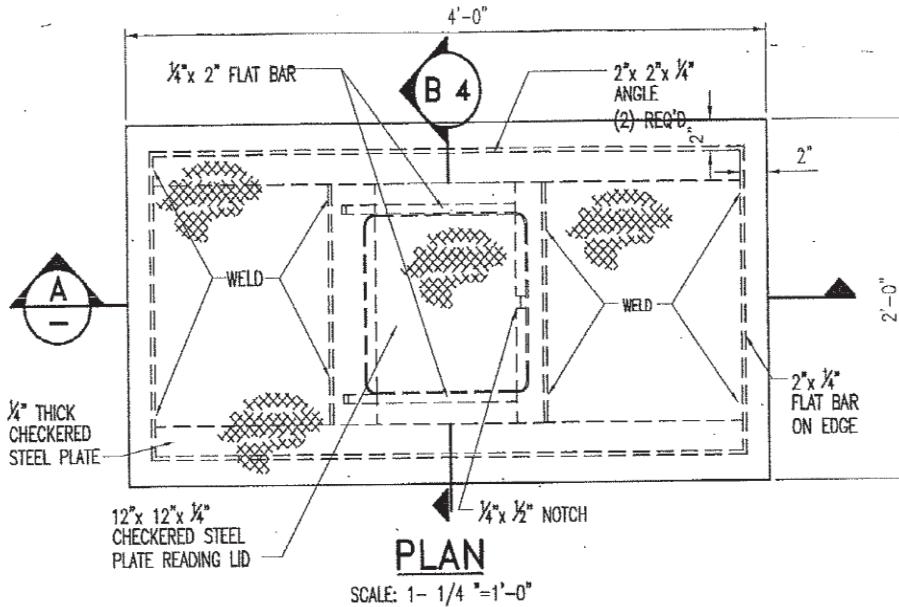 4'-0"
¼"x 2" FLAT BAR
B 4
2"x 2"x ¼"
ANGLE
(2) REQ'D
2"
2"
A
WELD
WELD
2'-0"
¼" THICK
CHECKERED
STEEL PLATE
2"x ¼"
FLAT BAR
ON EDGE
12"x 12"x ¼"
CHECKERED STEEL
PLATE READING LID
¼"x ½" NOTCH
PLAN
SCALE: 1- 1/4 "=1'-0"